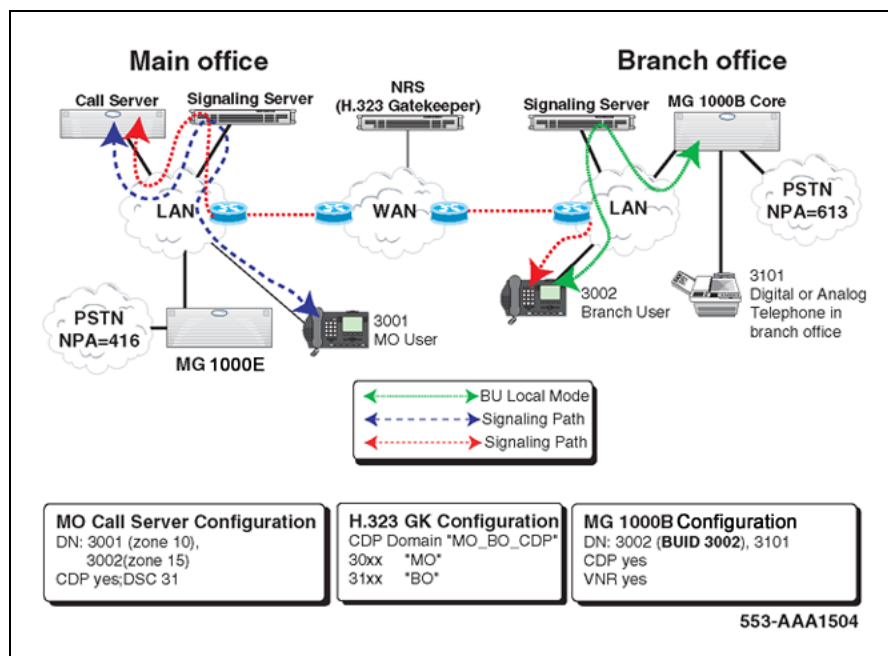 Main office
Branch office
Call Server
Signaling Server
NRS
(H.323 Gatekeeper)
Signaling Server
MG 1000B Core
LAN
WAN
LAN
PSTN
NPA=613
PSTN
NPA=416
MG 1000E
3001
MO User
3002
Branch User
3101
Digital or Analog
Telephone in
branch office
BU Local Mode
Signaling Path
Signaling Path
MO Call Server Configuration
DN: 3001 (zone 10),
3002(zone 15)
CDP yes;DSC 31
H.323 GK Configuration
CDP Domain "MO_BO_CDP"
30xx "MO"
31xx "BO"
MG 1000B Configuration
DN: 3002 (BUID 3002), 3101
CDP yes
VNR yes
553-AAA1504